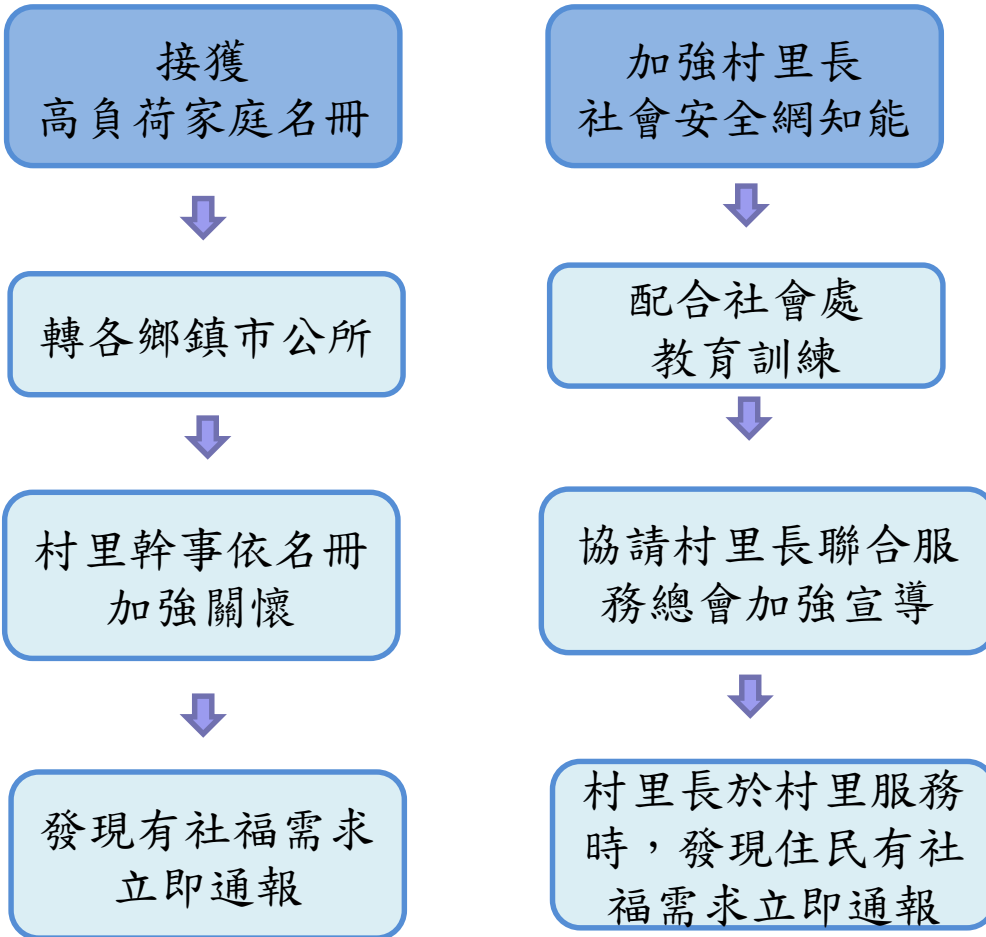 接獲
高負荷家庭名冊
轉各鄉鎮市公所
村里幹事依名冊
加強關懷
發現有社福需求
立即通報
加強村里長
社會安全網知能
配合社會處
教育訓練
協請村里長聯合服
務總會加強宣導
村里長於村里服務
時，發現住民有社
福需求立即通報